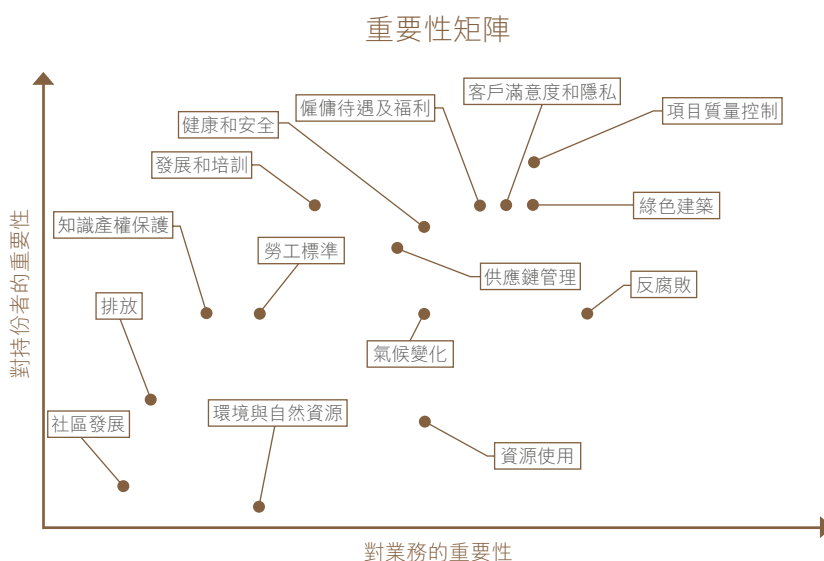 重要性矩陣
客戶滿意度和隱私
僱傭待遇及福利
項目質量控制
健康和安全
發展和培訓
綠色建築
知識產權保護
勞工標準
供應鏈管理
反腐敗
排放
氣候變化
環境與自然資源
社區發展
資源使用
對持份者的重要性
對業務的重要性